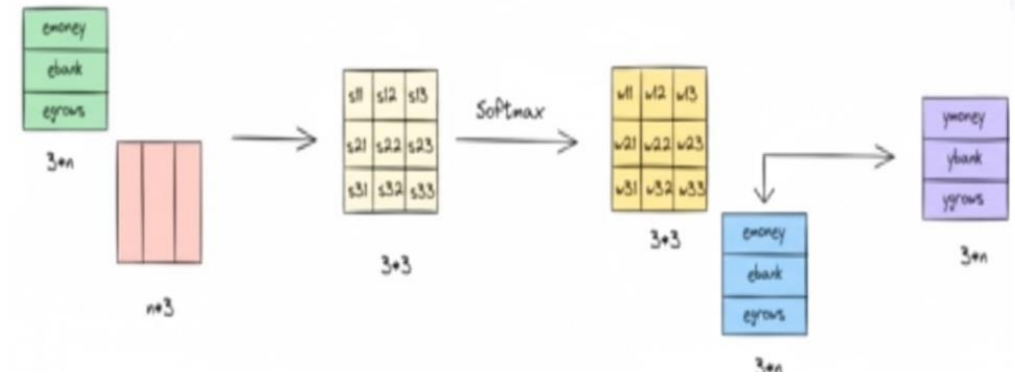 emoney
ebank
egrows
3*n
n*3
s11 s12 s13
s21 s22 s23
s31 s32 s33
3*3
Softmax
w11 w12 w13
w21 w22 w23
w31 w32 w33
3*3
emoney
ebank
egrows
3*n
ymoney
ybank
ygrows
3*n